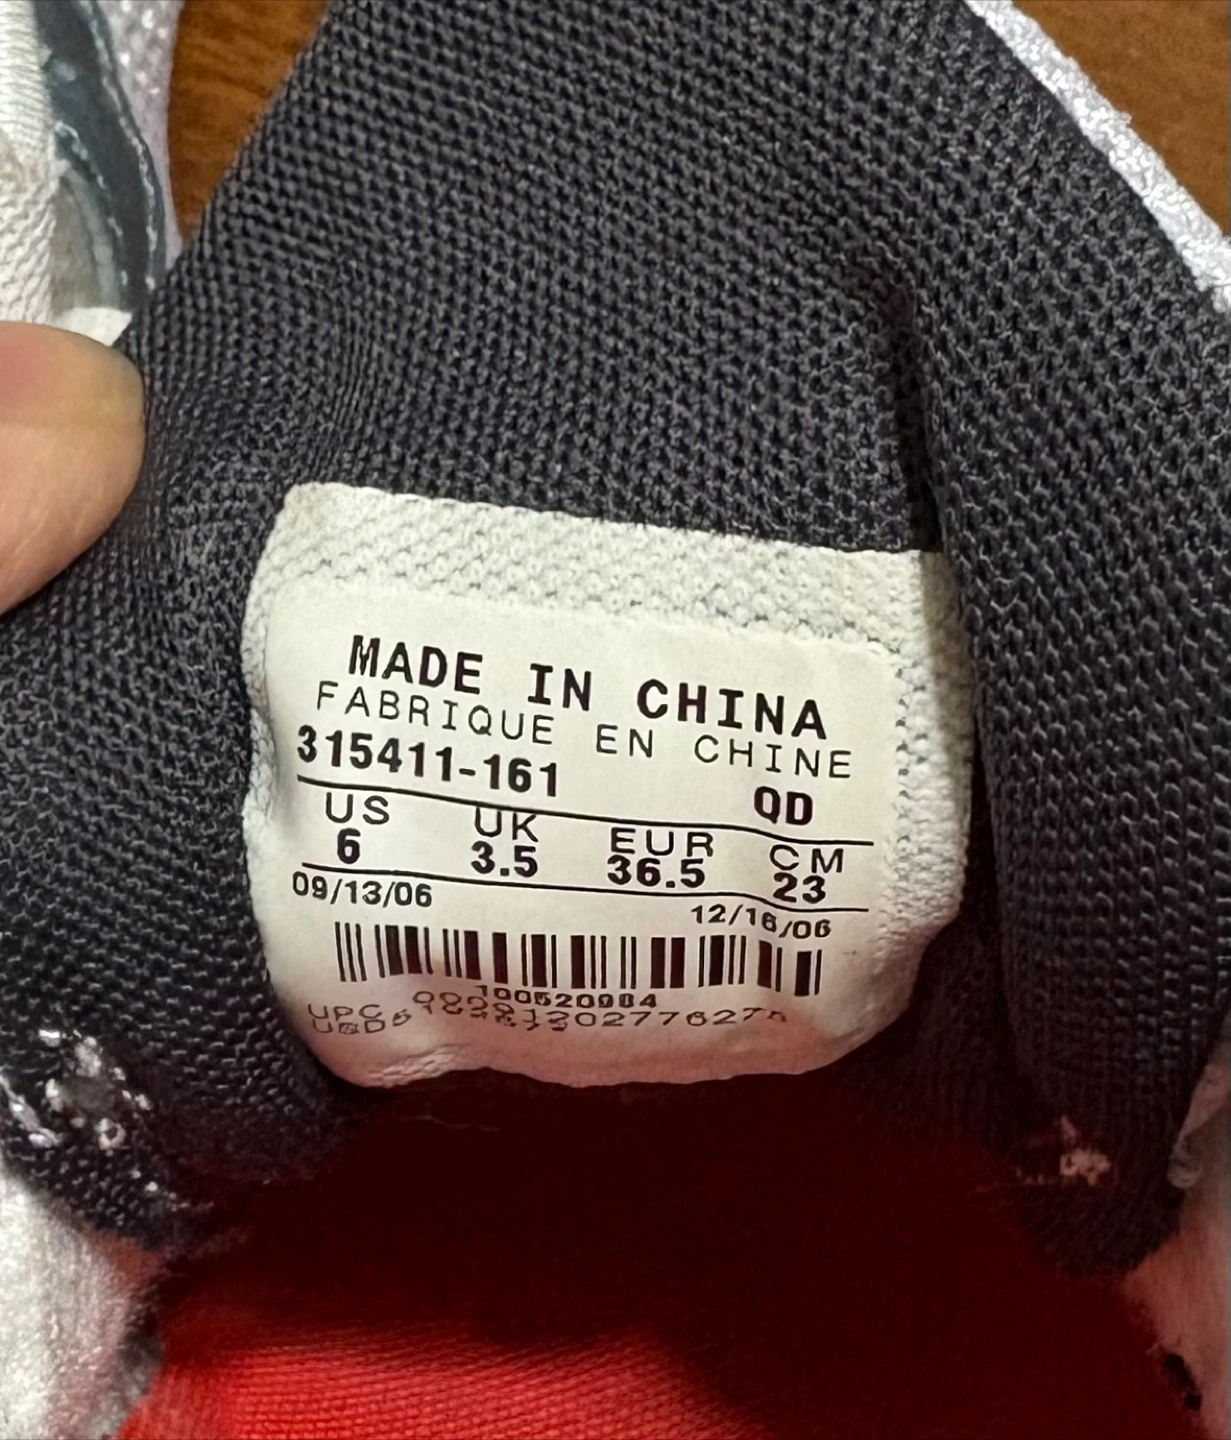 MADE IN CHINA
FABRIQUE EN CHINE
315411-161 QD
US UK EUR CM
6 3.5 36.5 23
09/13/06 12/16/06
100520984
UPC